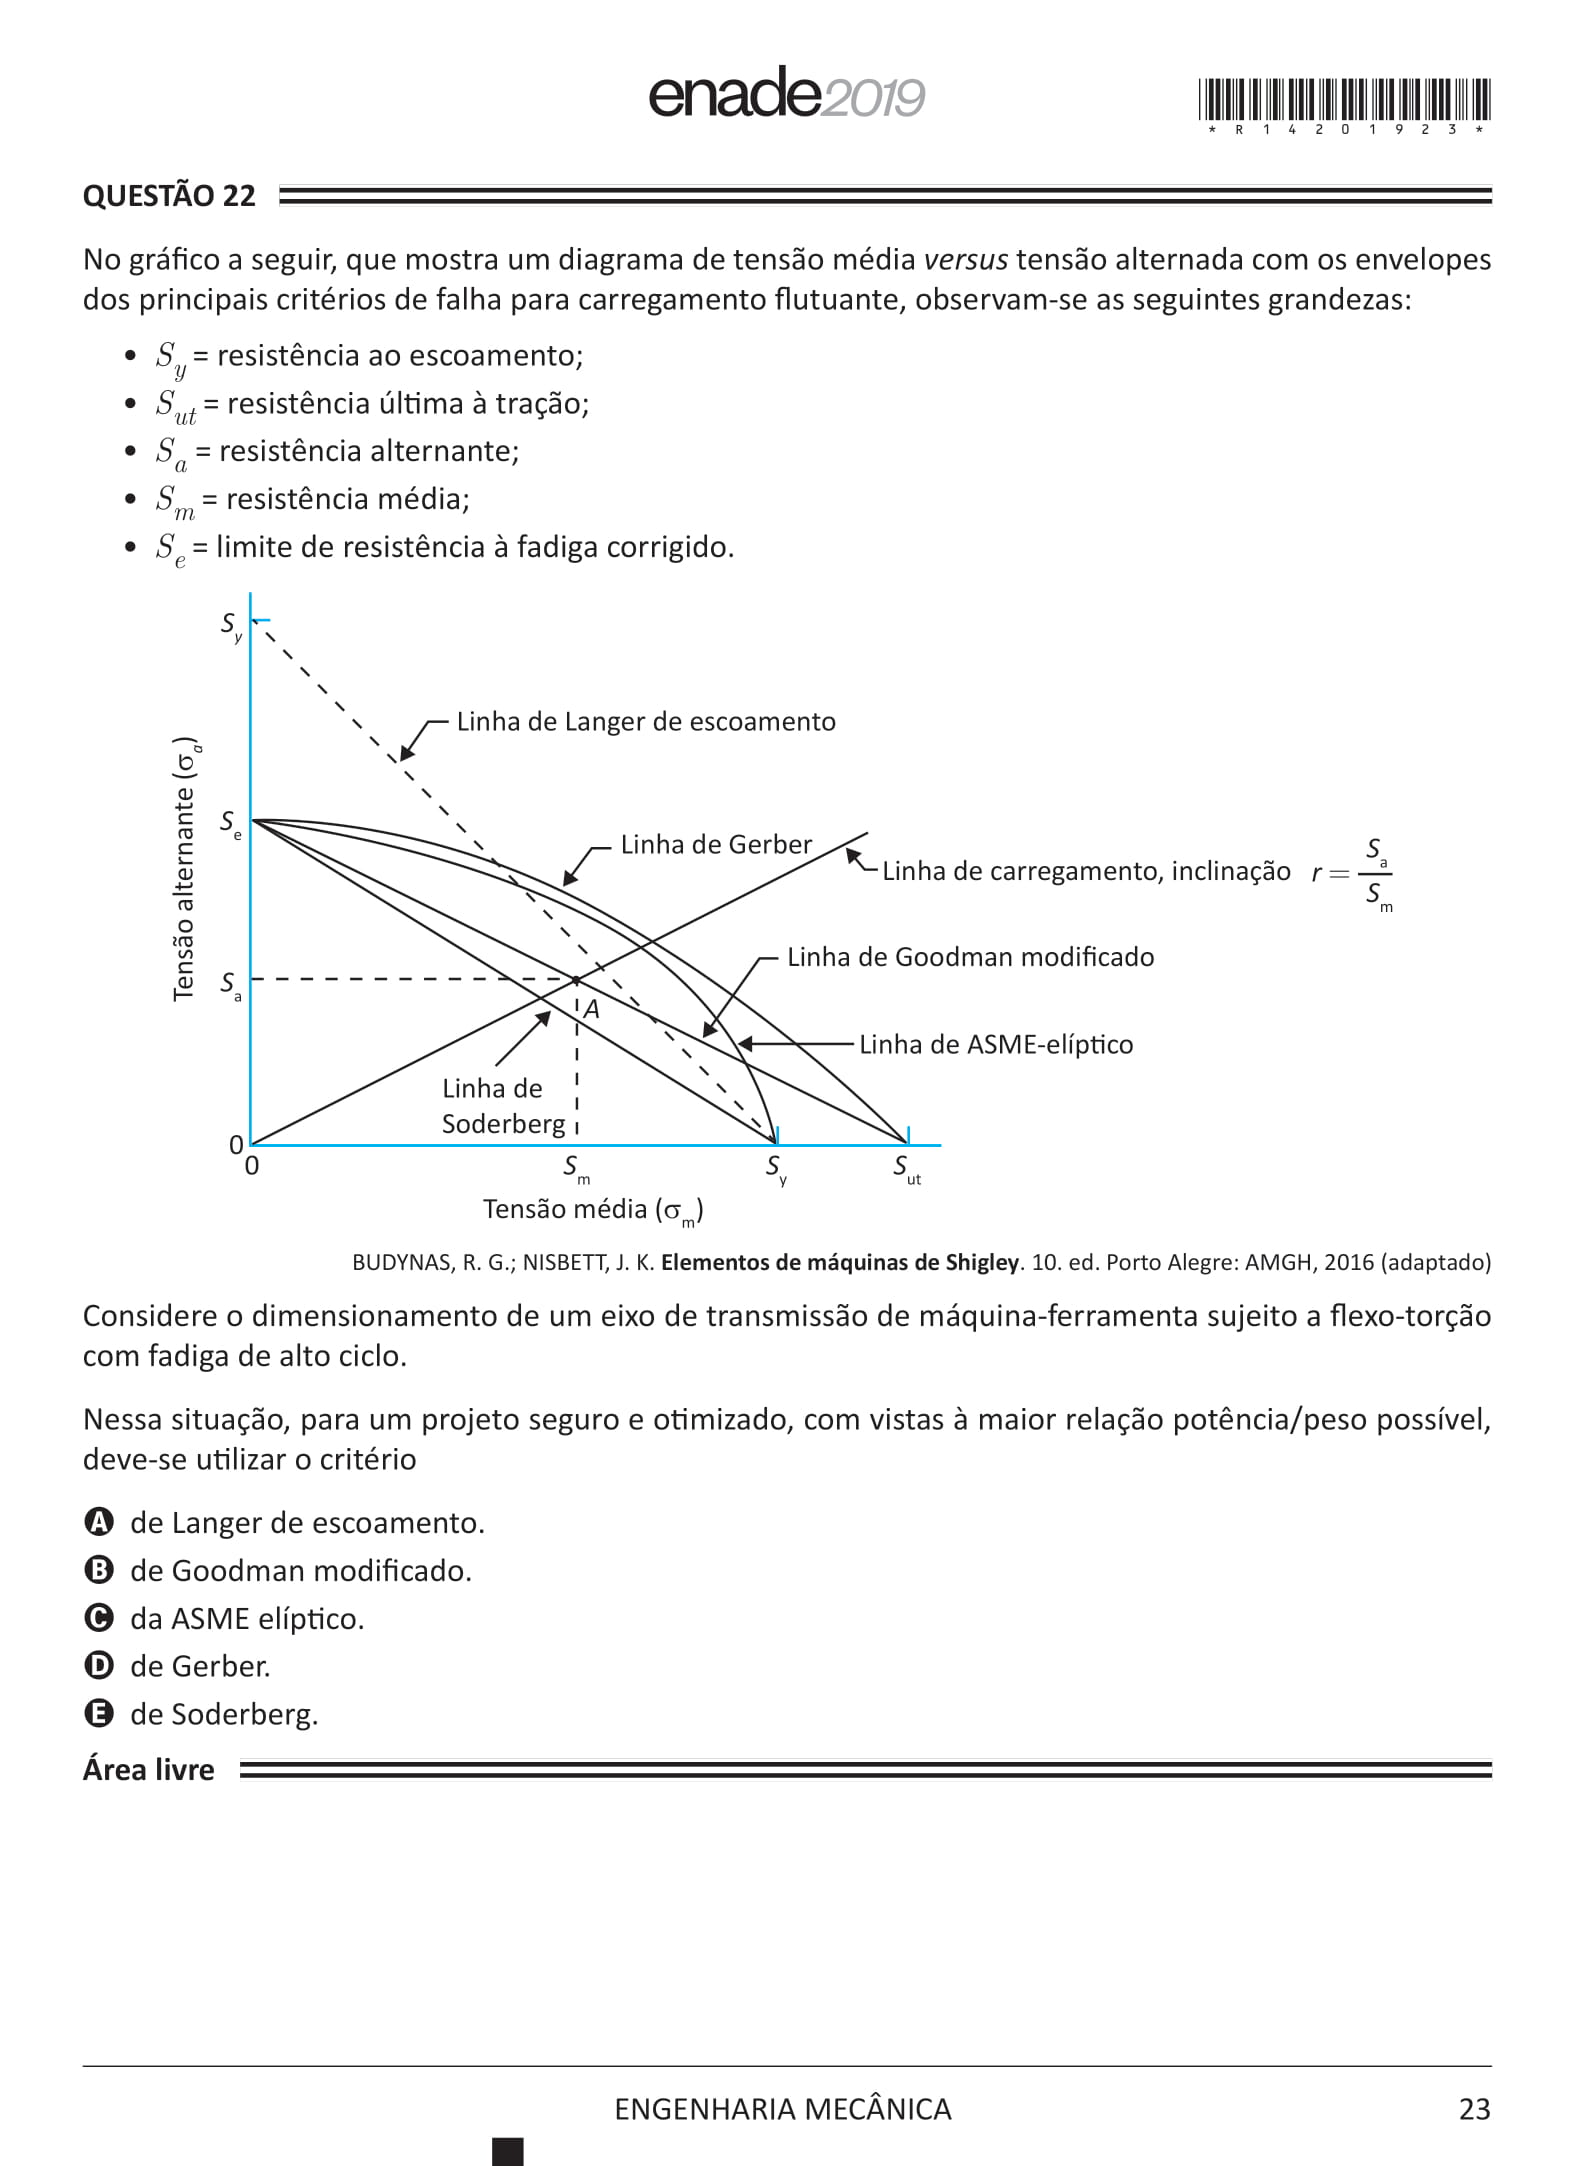 enade2019
* R 1 4 2 0 1 9 2 3 *
QUESTÃO 22
No gráfico a seguir, que mostra um diagrama de tensão média versus tensão alternada com os envelopes
dos principais critérios de falha para carregamento flutuante, observam-se as seguintes grandezas:
• S_y = resistência ao escoamento;
• S_ut = resistência última à tração;
• S_a = resistência alternante;
• S_m = resistência média;
• S_e = limite de resistência à fadiga corrigido.
S_y
Linha de Langer de escoamento
Tensão alternante (σ_a)
S_e
Linha de Gerber
Linha de carregamento, inclinação r = S_a / S_m
Linha de Goodman modificado
S_a
A
Linha de ASME-elíptico
Linha de
Soderberg
0
0
S_m
S_y
S_ut
Tensão média (σ_m)
BUDYNAS, R. G.; NISBETT, J. K. Elementos de máquinas de Shigley. 10. ed. Porto Alegre: AMGH, 2016 (adaptado)
Considere o dimensionamento de um eixo de transmissão de máquina-ferramenta sujeito a flexo-torção
com fadiga de alto ciclo.
Nessa situação, para um projeto seguro e otimizado, com vistas à maior relação potência/peso possível,
deve-se utilizar o critério
A de Langer de escoamento.
B de Goodman modificado.
C da ASME elíptico.
D de Gerber.
E de Soderberg.
Área livre
ENGENHARIA MECÂNICA
23